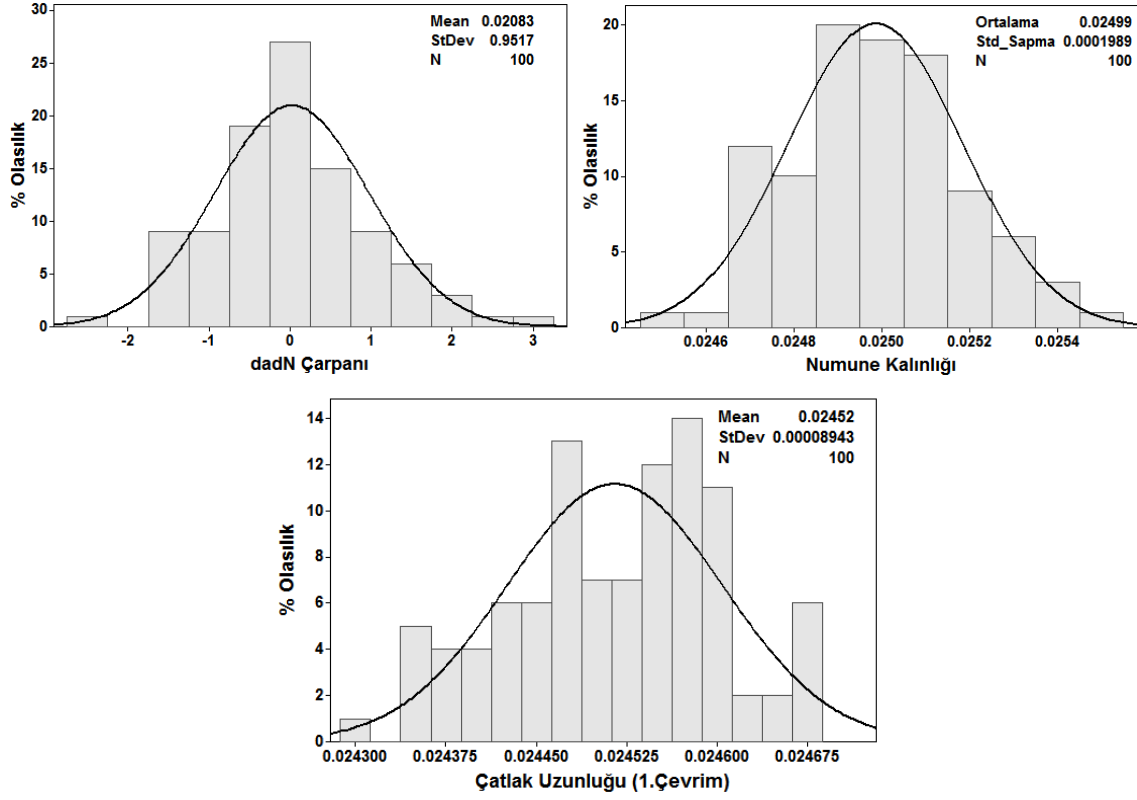 30
25
20
15
10
5
0
% Olasılık
Mean 0.02083
StDev 0.9517
N 100
-2 -1 0 1 2 3
dadN Çarpanı
20
15
10
5
0
% Olasılık
Ortalama 0.02499
Std_Sapma 0.0001989
N 100
0.0246 0.0248 0.0250 0.0252 0.0254
Numune Kalınlığı
14
12
10
8
6
4
2
0
% Olasılık
Mean 0.02452
StDev 0.00008943
N 100
0.024300 0.024375 0.024450 0.024525 0.024600 0.024675
Çatlak Uzunluğu (1.Çevrim)